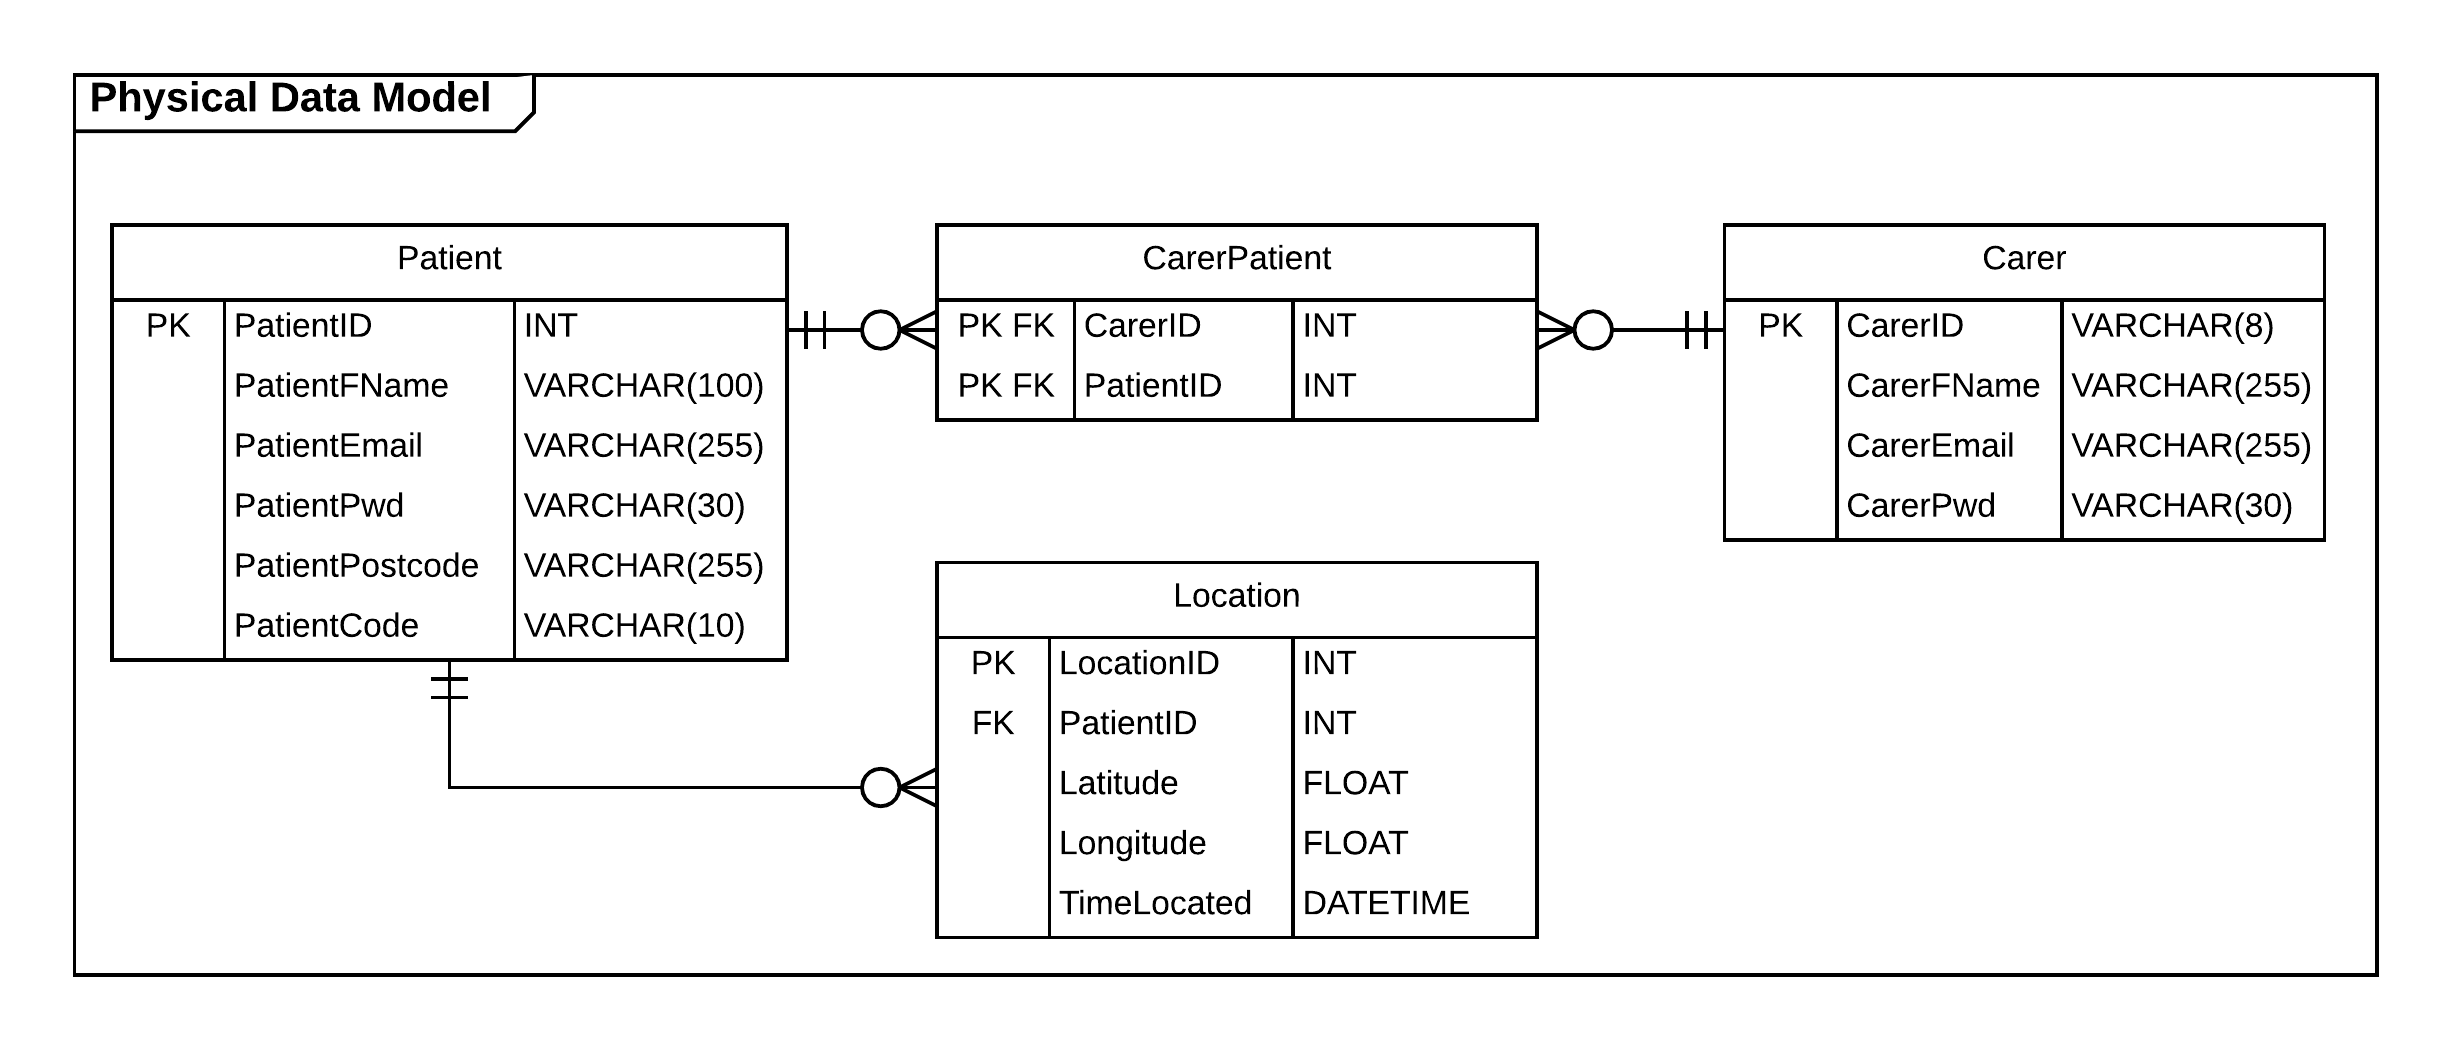 Physical Data Model
Patient
PK PatientID INT
PatientFName VARCHAR(100)
PatientEmail VARCHAR(255)
PatientPwd VARCHAR(30)
PatientPostcode VARCHAR(255)
PatientCode VARCHAR(10)
CarerPatient
PK FK CarerID INT
PK FK PatientID INT
Carer
PK CarerID VARCHAR(8)
CarerFName VARCHAR(255)
CarerEmail VARCHAR(255)
CarerPwd VARCHAR(30)
Location
PK LocationID INT
FK PatientID INT
Latitude FLOAT
Longitude FLOAT
TimeLocated DATETIME